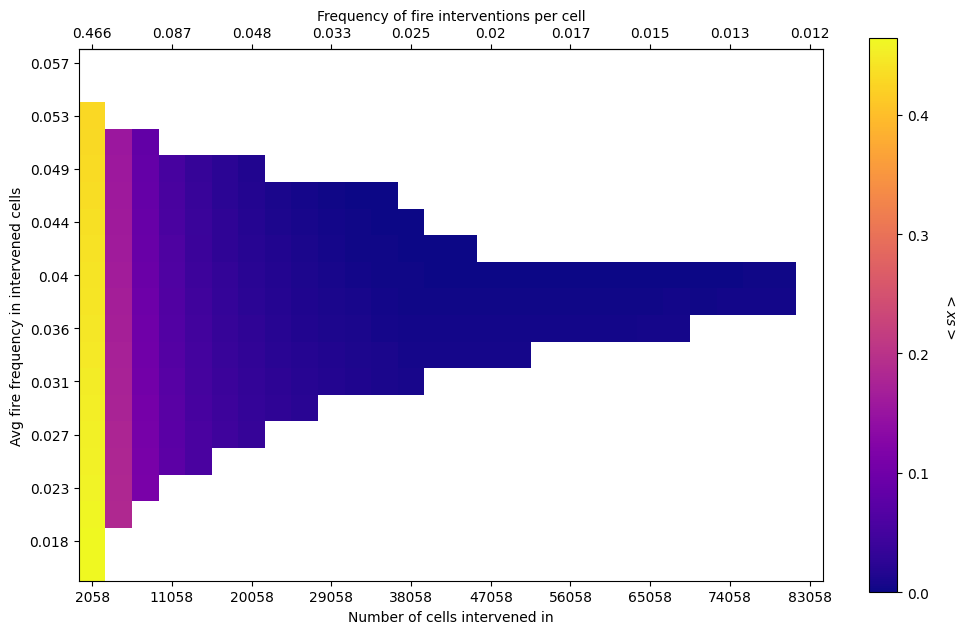 Frequency of fire interventions per cell
0.466 0.087 0.048 0.033 0.025 0.02 0.017 0.015 0.013 0.012
Avg fire frequency in intervened cells
0.057
0.053
0.049
0.044
0.04
0.036
0.031
0.027
0.023
0.018
2058 11058 20058 29058 38058 47058 56058 65058 74058 83058
Number of cells intervened in
0.4
0.3
0.2
0.1
0.0
<sx>